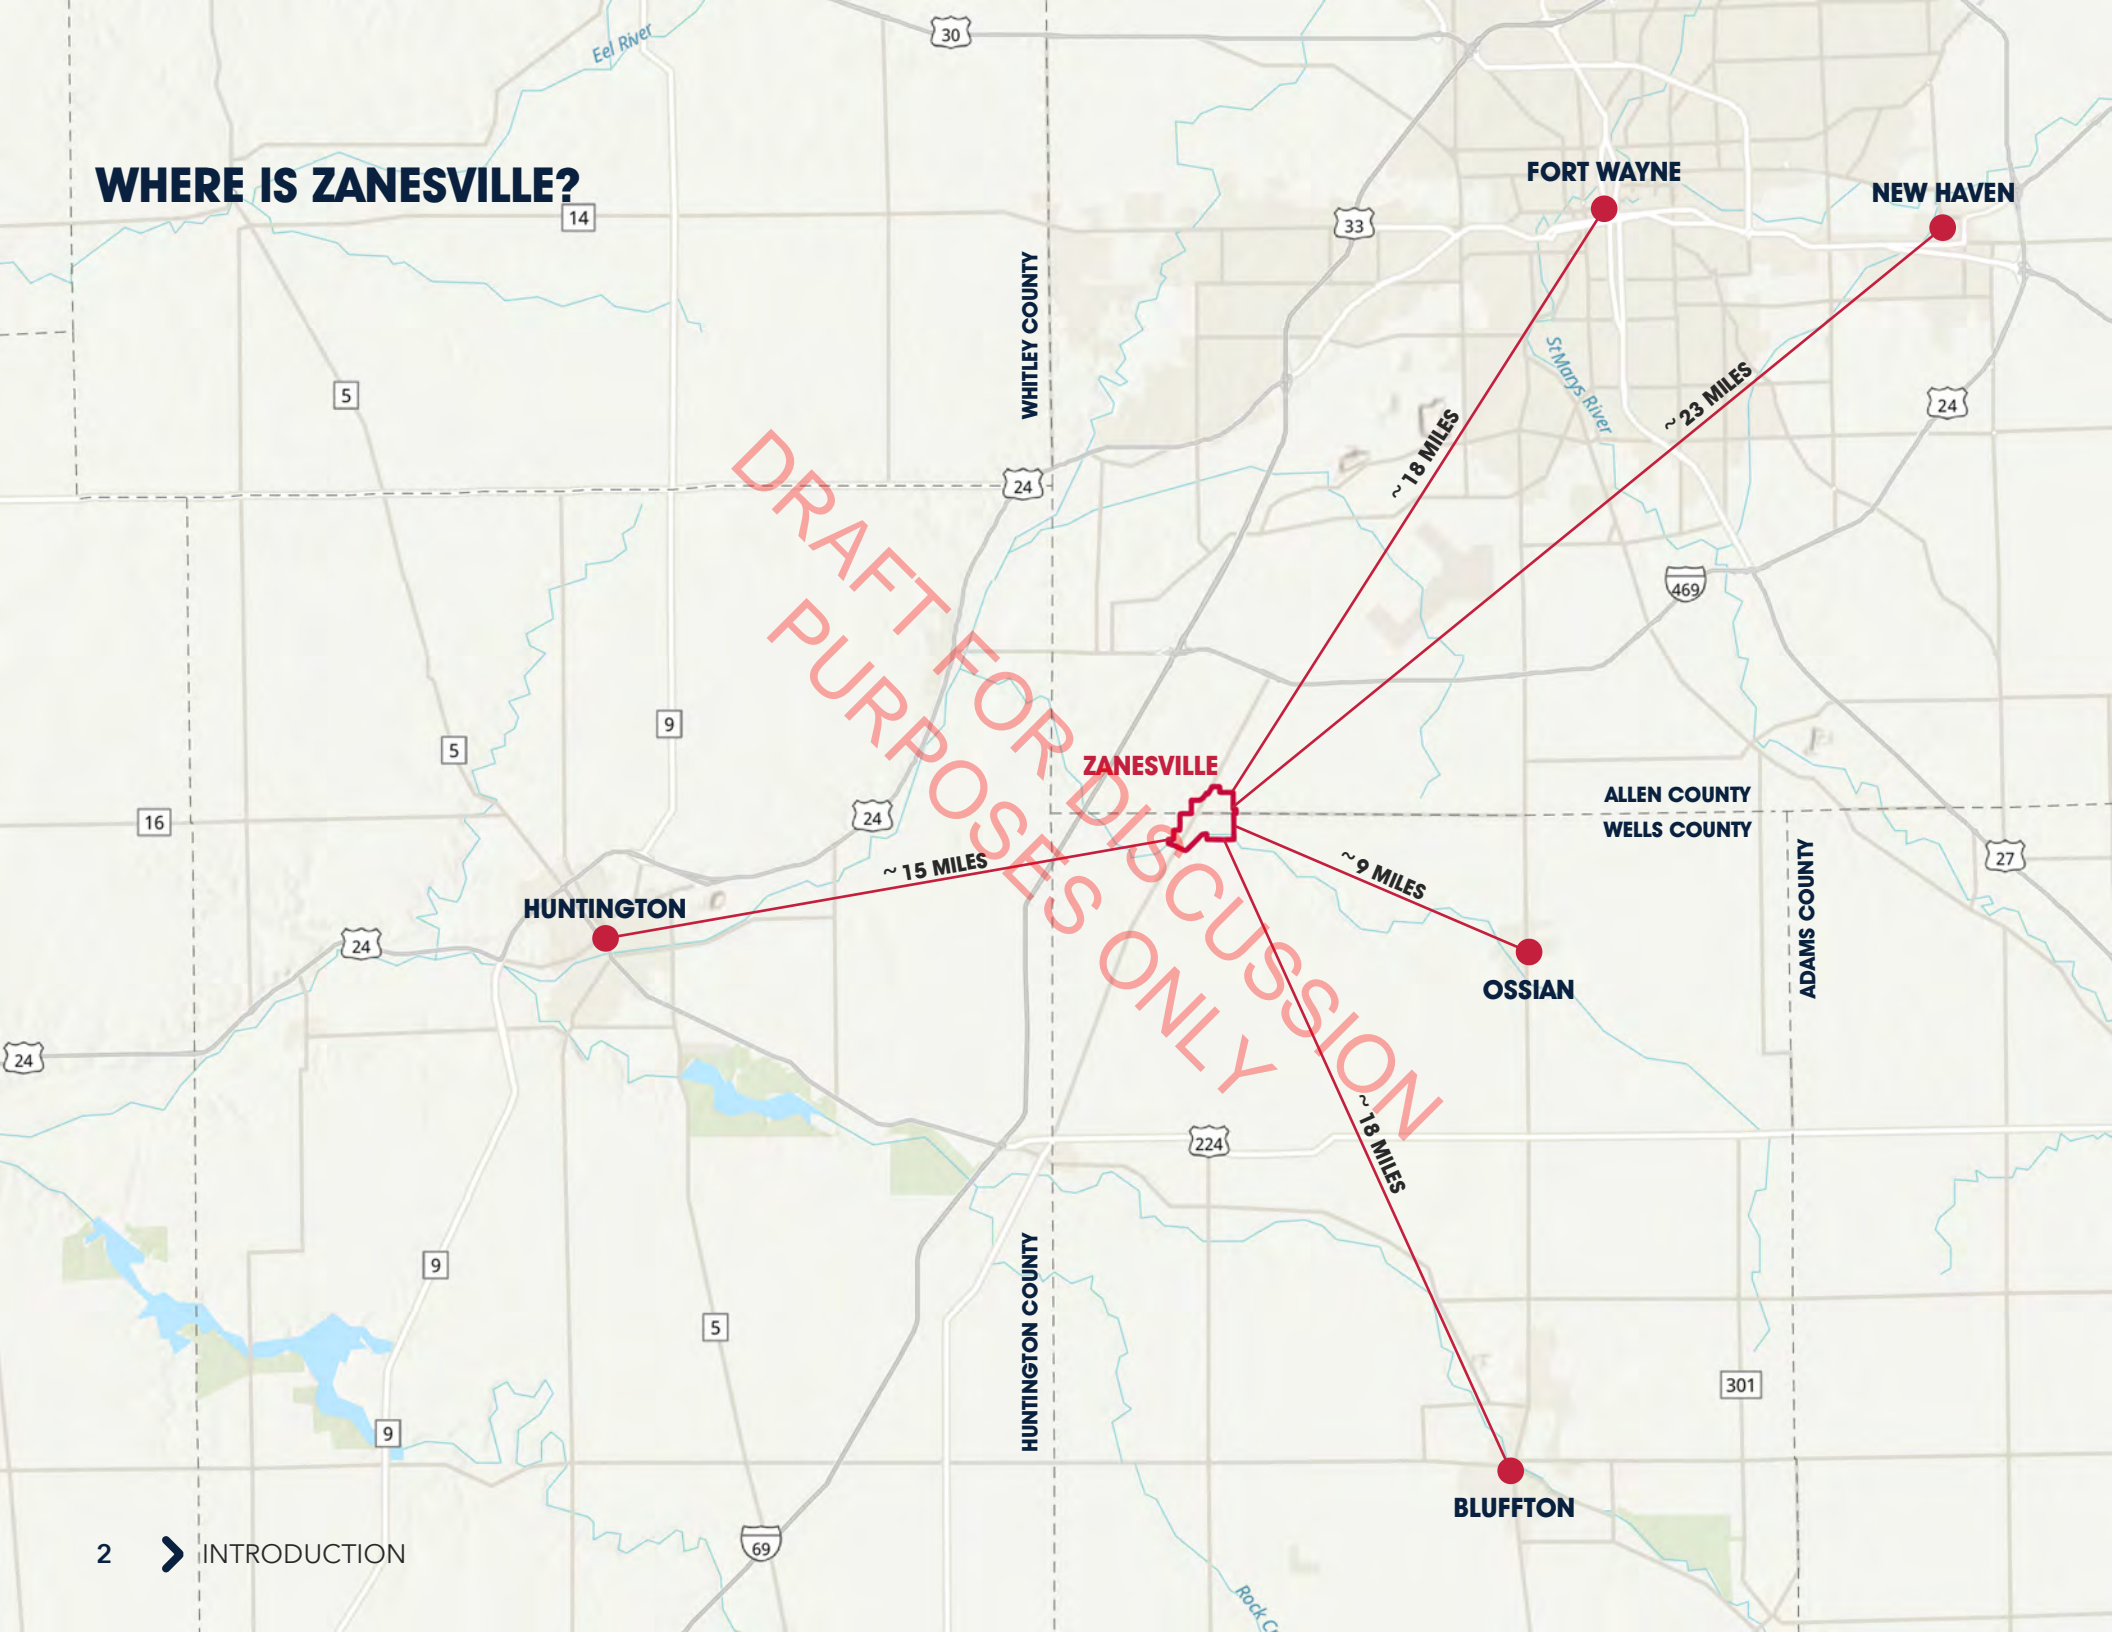 WHERE IS ZANESVILLE?
Eel River
30
14
33
FORT WAYNE
NEW HAVEN
WHITLEY COUNTY
5
St Marys River
24
~ 18 MILES
~ 23 MILES
24
469
DRAFT FOR DISCUSSION
PURPOSES ONLY
9
5
16
24
ZANESVILLE
ALLEN COUNTY
WELLS COUNTY
27
~ 15 MILES
~ 9 MILES
HUNTINGTON
24
24
OSSIAN
ADAMS COUNTY
224
~ 18 MILES
9
5
HUNTINGTON COUNTY
301
9
BLUFFTON
69
Rock C
2
INTRODUCTION